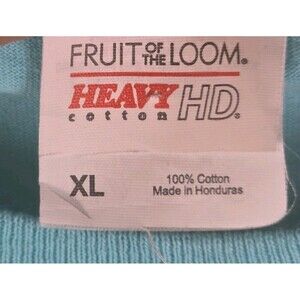 FRUIT OF THE LOOM®
HEAVY HD®
cotton
XL
100% Cotton
Made in Honduras